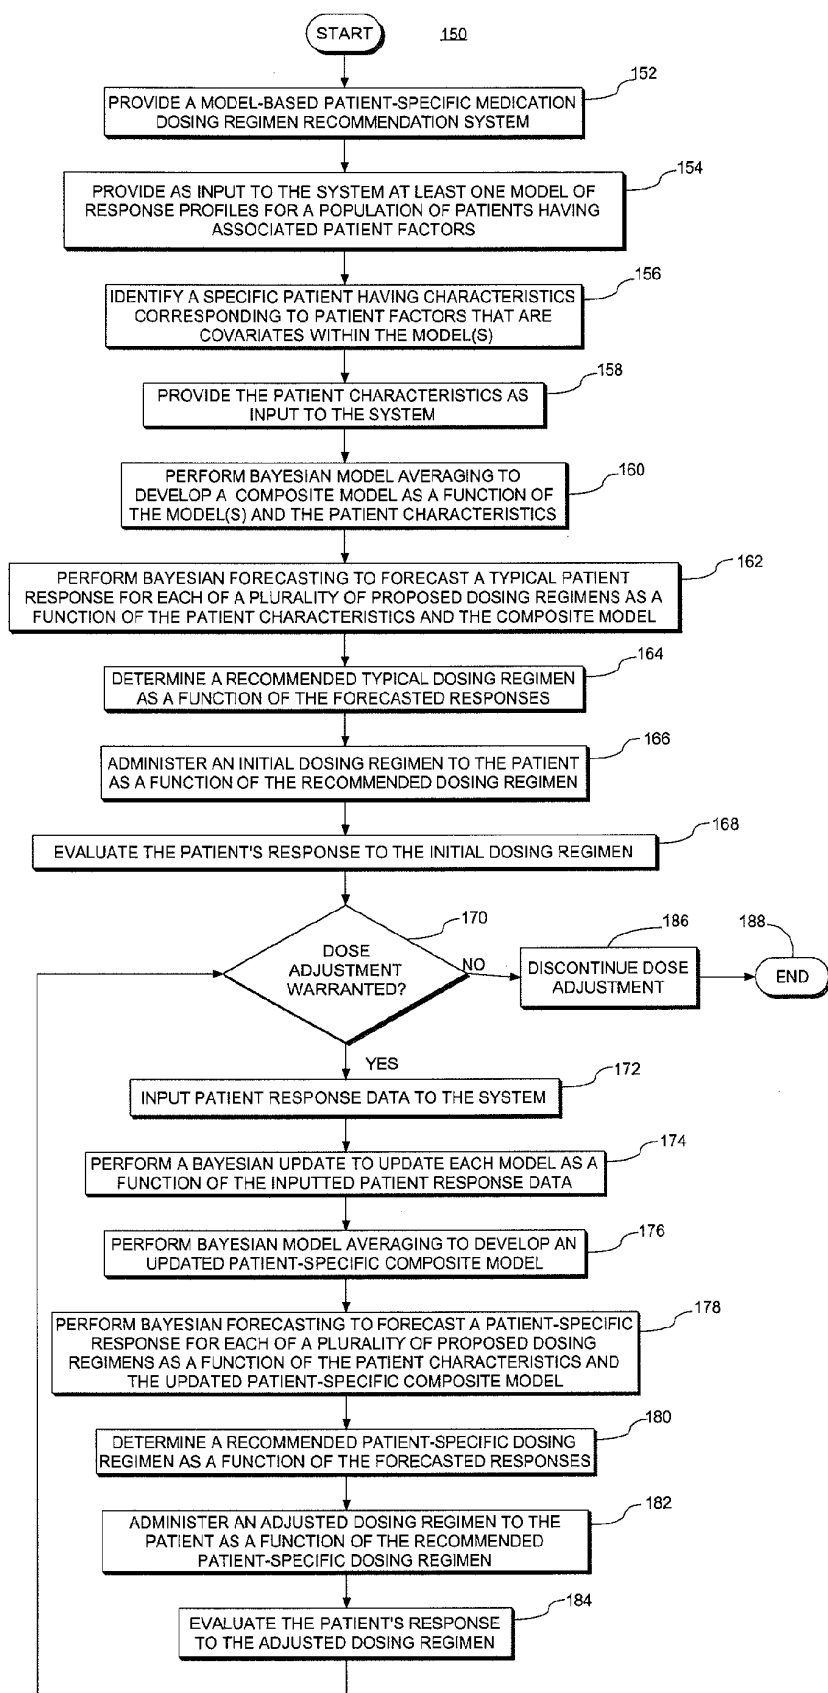 START
150
152
PROVIDE A MODEL-BASED PATIENT-SPECIFIC MEDICATION
DOSING REGIMEN RECOMMENDATION SYSTEM
154
PROVIDE AS INPUT TO THE SYSTEM AT LEAST ONE MODEL OF
RESPONSE PROFILES FOR A POPULATION OF PATIENTS HAVING
ASSOCIATED PATIENT FACTORS
156
IDENTIFY A SPECIFIC PATIENT HAVING CHARACTERISTICS
CORRESPONDING TO PATIENT FACTORS THAT ARE
COVARIATES WITHIN THE MODEL(S)
158
PROVIDE THE PATIENT CHARACTERISTICS AS
INPUT TO THE SYSTEM
160
PERFORM BAYESIAN MODEL AVERAGING TO
DEVELOP A COMPOSITE MODEL AS A FUNCTION OF
THE MODEL(S) AND THE PATIENT CHARACTERISTICS
162
PERFORM BAYESIAN FORECASTING TO FORECAST A TYPICAL PATIENT
RESPONSE FOR EACH OF A PLURALITY OF PROPOSED DOSING REGIMENS AS A
FUNCTION OF THE PATIENT CHARACTERISTICS AND THE COMPOSITE MODEL
164
DETERMINE A RECOMMENDED TYPICAL DOSING REGIMEN
AS A FUNCTION OF THE FORECASTED RESPONSES
166
ADMINISTER AN INITIAL DOSING REGIMEN TO THE PATIENT
AS A FUNCTION OF THE RECOMMENDED DOSING REGIMEN
168
EVALUATE THE PATIENT'S RESPONSE TO THE INITIAL DOSING REGIMEN
170
DOSE
ADJUSTMENT
WARRANTED?
NO
186
DISCONTINUE DOSE
ADJUSTMENT
188
END
YES
172
INPUT PATIENT RESPONSE DATA TO THE SYSTEM
174
PERFORM A BAYESIAN UPDATE TO UPDATE EACH MODEL AS A
FUNCTION OF THE INPUTTED PATIENT RESPONSE DATA
176
PERFORM BAYESIAN MODEL AVERAGING TO DEVELOP AN
UPDATED PATIENT-SPECIFIC COMPOSITE MODEL
178
PERFORM BAYESIAN FORECASTING TO FORECAST A PATIENT-SPECIFIC
RESPONSE FOR EACH OF A PLURALITY OF PROPOSED DOSING
REGIMENS AS A FUNCTION OF THE PATIENT CHARACTERISTICS AND
THE UPDATED PATIENT-SPECIFIC COMPOSITE MODEL
180
DETERMINE A RECOMMENDED PATIENT-SPECIFIC DOSING
REGIMEN AS A FUNCTION OF THE FORECASTED RESPONSES
182
ADMINISTER AN ADJUSTED DOSING REGIMEN TO THE
PATIENT AS A FUNCTION OF THE RECOMMENDED
PATIENT-SPECIFIC DOSING REGIMEN
184
EVALUATE THE PATIENT'S RESPONSE
TO THE ADJUSTED DOSING REGIMEN